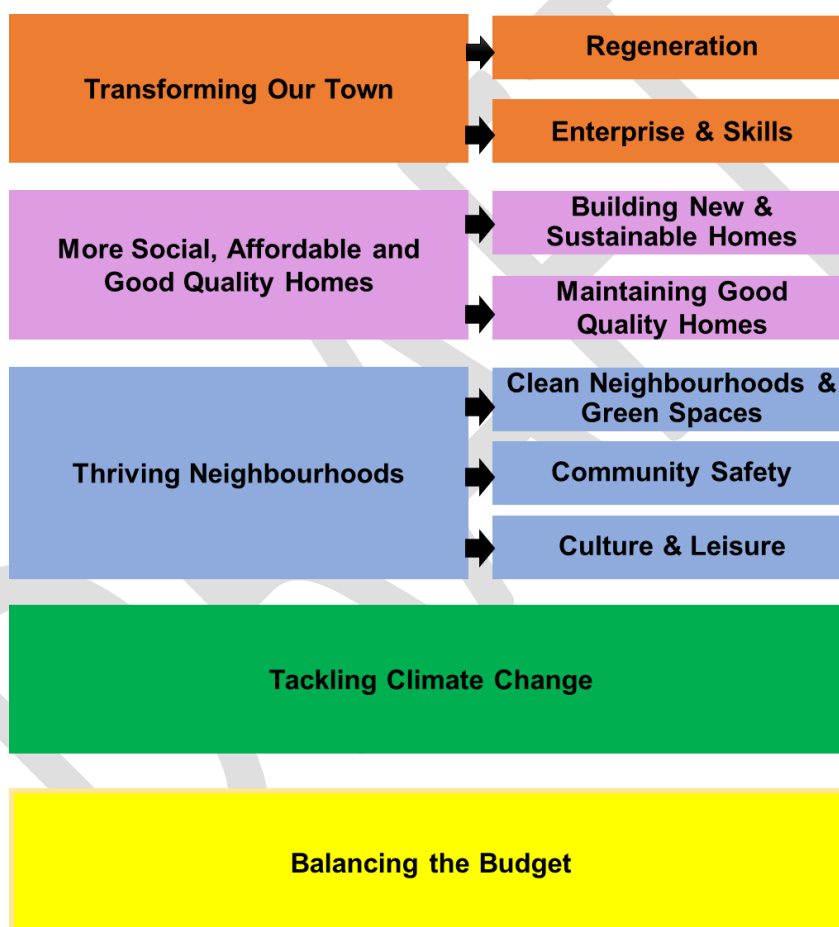 Transforming Our Town
Regeneration
Enterprise & Skills
More Social, Affordable and
Good Quality Homes
Building New &
Sustainable Homes
Maintaining Good
Quality Homes
Thriving Neighbourhoods
Clean Neighbourhoods &
Green Spaces
Community Safety
Culture & Leisure
Tackling Climate Change
Balancing the Budget